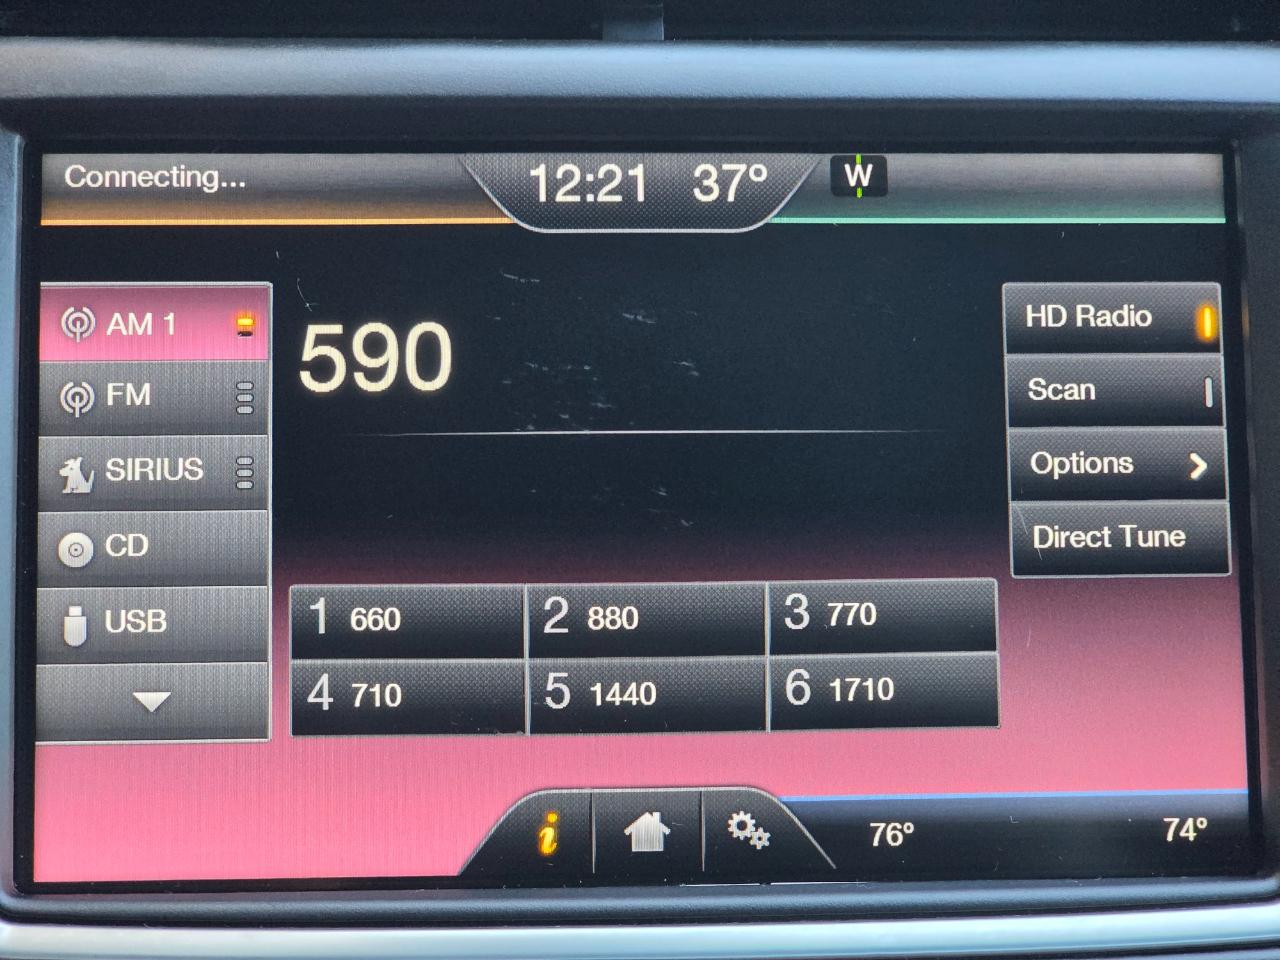 Connecting...
12:21 37°
W
AM 1
FM
SIRIUS
CD
USB
590
HD Radio
Scan
Options
Direct Tune
1 660
2 880
3 770
4 710
5 1440
6 1710
i
76°
74°